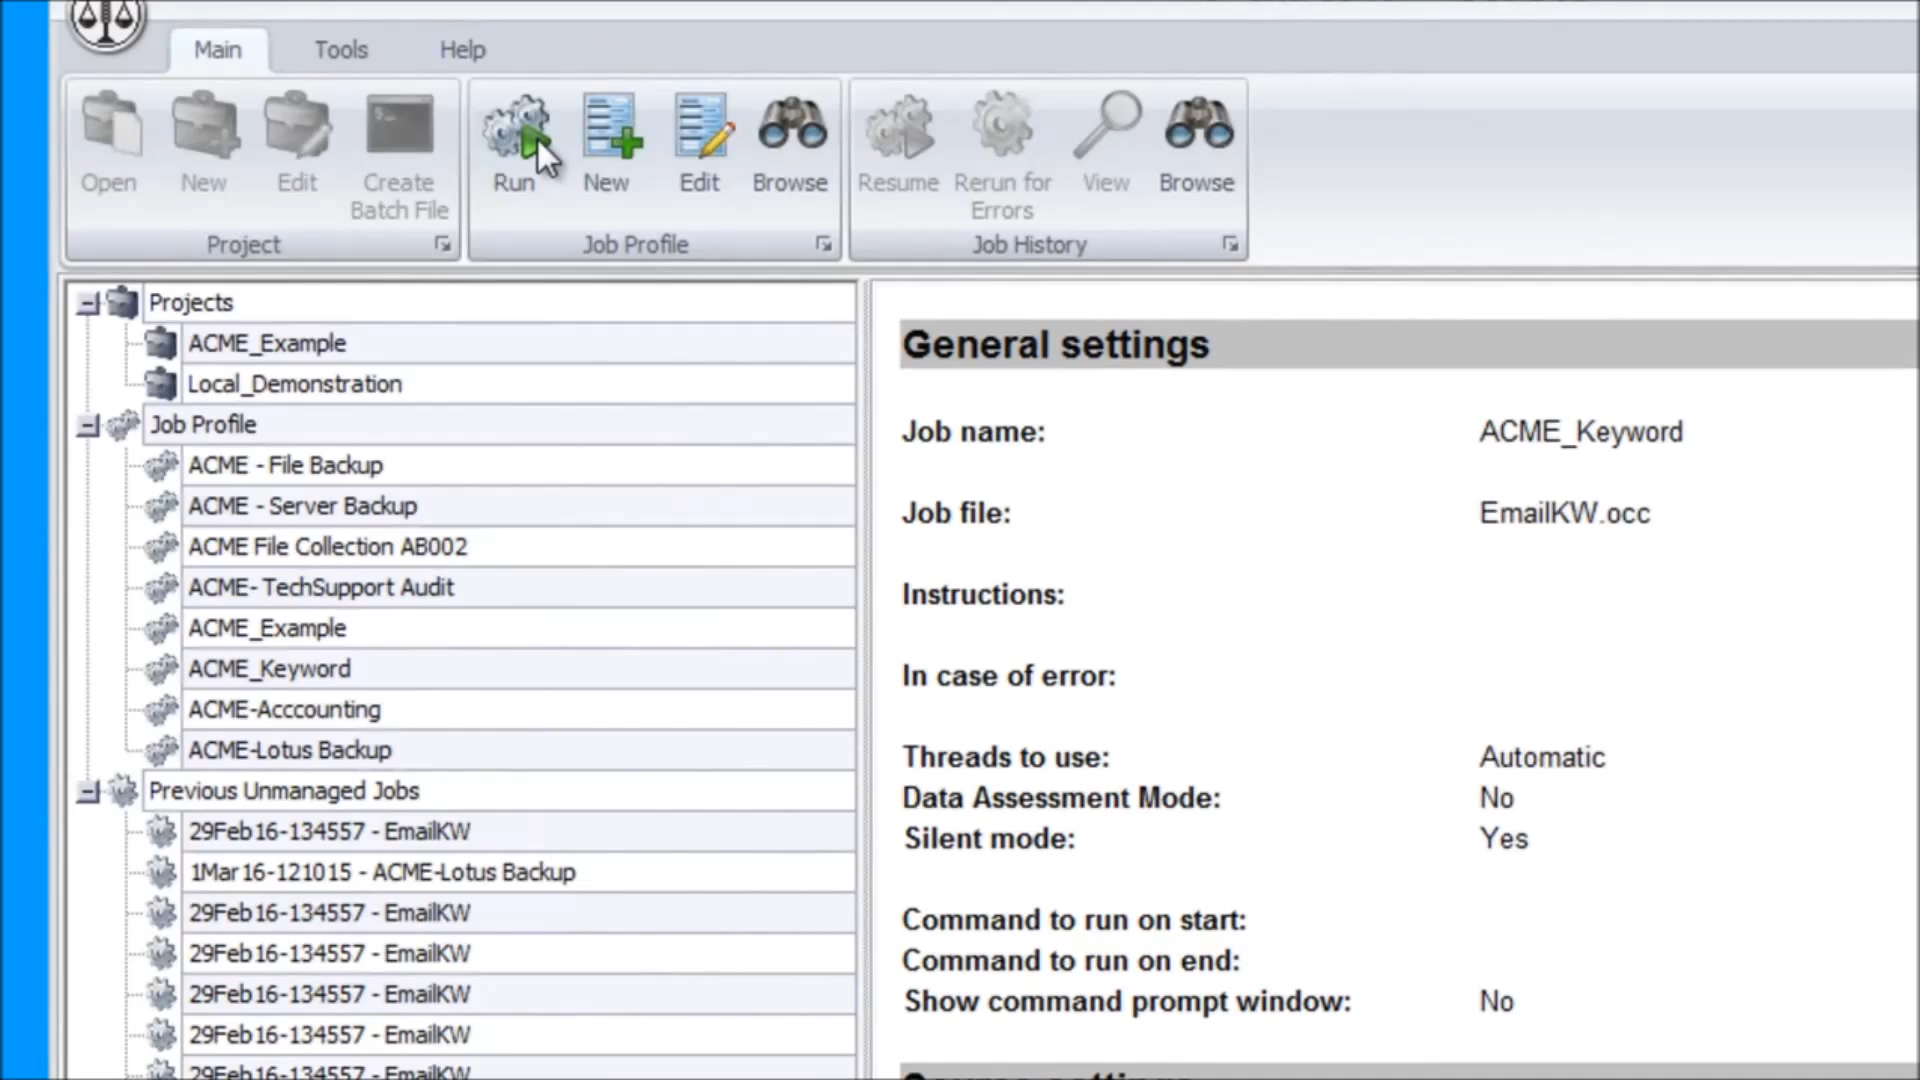 Main Tools Help
Open New Edit Create Batch File
Project
Run New Edit Browse
Job Profile
Resume Rerun for Errors View Browse
Job History
Projects
ACME_Example
Local_Demonstration
Job Profile
ACME - File Backup
ACME - Server Backup
ACME File Collection AB002
ACME- TechSupport Audit
ACME_Example
ACME_Keyword
ACME-Acccounting
ACME-Lotus Backup
Previous Unmanaged Jobs
29Feb16-134557 - EmailKW
1Mar16-121015 - ACME-Lotus Backup
29Feb16-134557 - EmailKW
29Feb16-134557 - EmailKW
29Feb16-134557 - EmailKW
29Feb16-134557 - EmailKW
29Feb16-134557 - EmailKW
General settings
Job name: ACME_Keyword
Job file: EmailKW.occ
Instructions:
In case of error:
Threads to use: Automatic
Data Assessment Mode: No
Silent mode: Yes
Command to run on start:
Command to run on end:
Show command prompt window: No